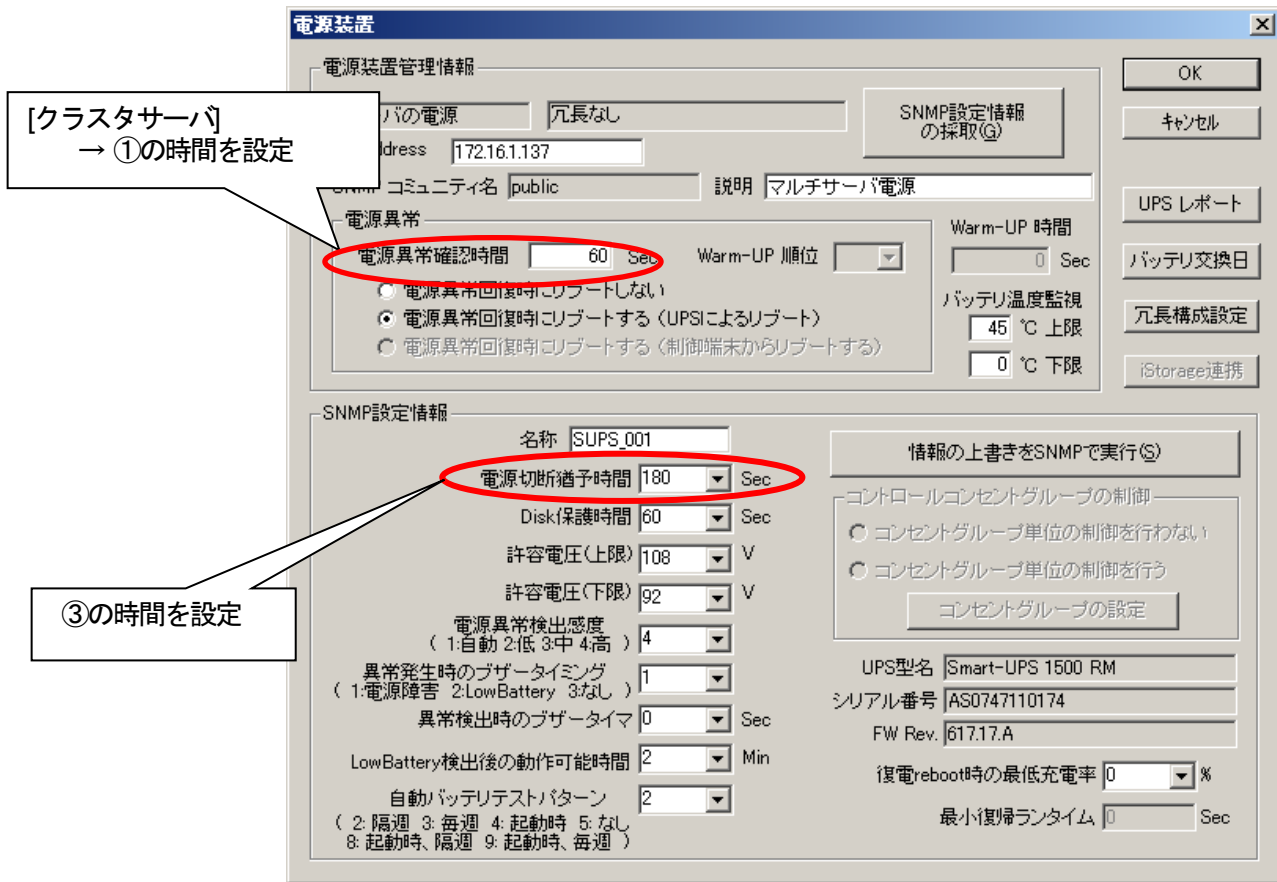 電源装置
電源装置管理情報
OK
[クラスタサーバ]
→ ①の時間を設定
バの電源 冗長なし
SNMP設定情報
の採取(G)
キャンセル
dress 172.16.1.137
SNMP コミュニティ名 public 説明 マルチサーバ電源
UPS レポート
電源異常
Warm-UP 時間
電源異常確認時間 60 Sec Warm-UP 順位
0 Sec
バッテリ交換日
電源異常回復時にリブートしない
バッテリ温度監視
電源異常回復時にリブートする (UPSによるリブート)
45 ℃ 上限
冗長構成設定
電源異常回復時にリブートする (制御端末からリブートする)
0 ℃ 下限
iStorage連携
SNMP設定情報
名称 SUPS_001
情報の上書きをSNMPで実行(S)
電源切断猶予時間 180 Sec
コントロールコンセントグループの制御
Disk保護時間 60 Sec
コンセントグループ単位の制御を行わない
許容電圧(上限) 108 V
コンセントグループ単位の制御を行う
許容電圧(下限) 92 V
コンセントグループの設定
③の時間を設定
電源異常検出感度
( 1:自動 2:低 3:中 4:高 ) 4
異常発生時のブザータイミング
( 1:電源障害 2:LowBattery 3:なし ) 1
UPS型名 Smart-UPS 1500 RM
シリアル番号 AS0747110174
異常検出時のブザータイマ 0 Sec
FW Rev. 617.17.A
LowBattery検出後の動作可能時間 2 Min
復電reboot時の最低充電率 0 %
自動バッテリテストパターン 2
最小復帰ランタイム 0 Sec
( 2: 隔週 3: 毎週 4: 起動時 5: なし
8: 起動時、隔週 9: 起動時、毎週 )